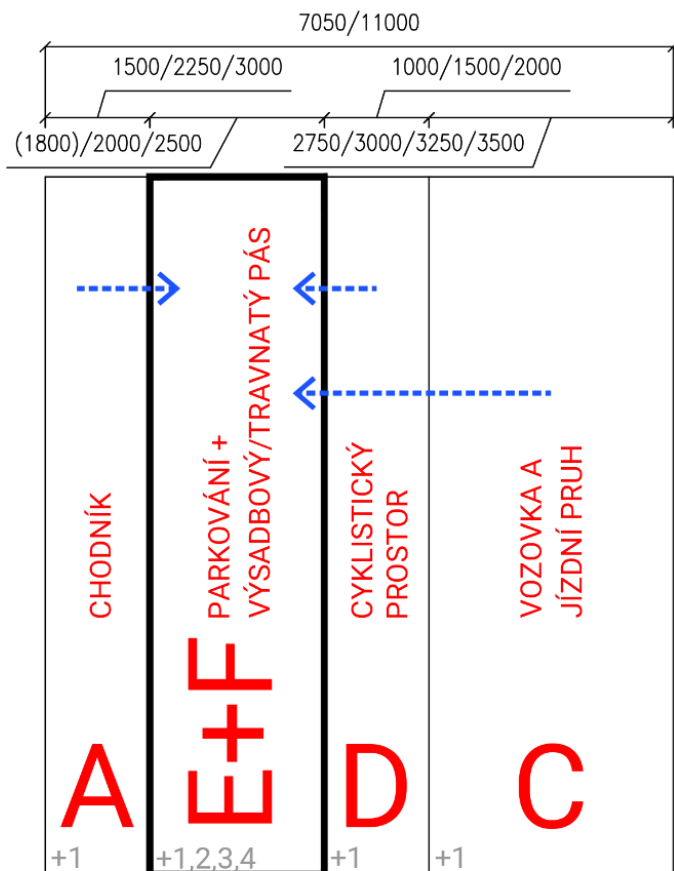 7050/11000
1500/2250/3000
1000/1500/2000
(1800)/2000/2500
2750/3000/3250/3500
CHODNÍK
PARKOVÁNÍ +
VÝSADBOVÝ/TRAVNATÝ PÁS
CYKLISTICKÝ
PROSTOR
VOZOVKA A
JÍZDNÍ PRUH
A
E+F
D
C
+1
+1,2,3,4
+1
+1